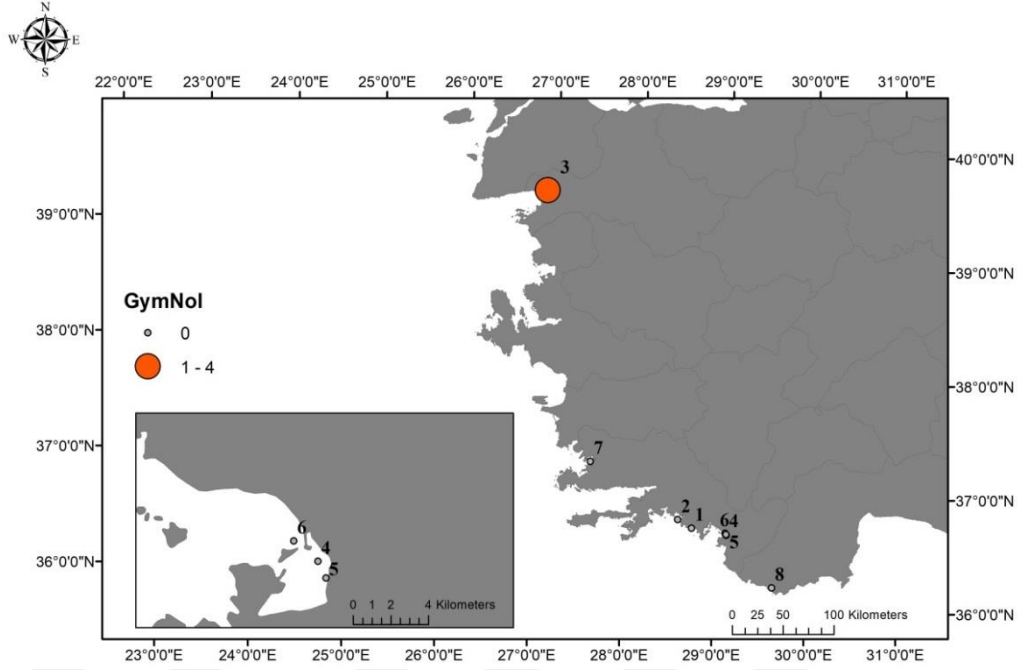 N
W E
S
22°0'0"E 23°0'0"E 24°0'0"E 25°0'0"E 26°0'0"E 27°0'0"E 28°0'0"E 29°0'0"E 30°0'0"E 31°0'0"E
40°0'0"N
3
39°0'0"N
39°0'0"N
GymNol
0
1 - 4
38°0'0"N
38°0'0"N
37°0'0"N
7
37°0'0"N
2 1 64
5
6
4
5
36°0'0"N
8
0 1 2 4 Kilometers
0 25 50 100 Kilometers
36°0'0"N
23°0'0"E 24°0'0"E 25°0'0"E 26°0'0"E 27°0'0"E 28°0'0"E 29°0'0"E 30°0'0"E 31°0'0"E